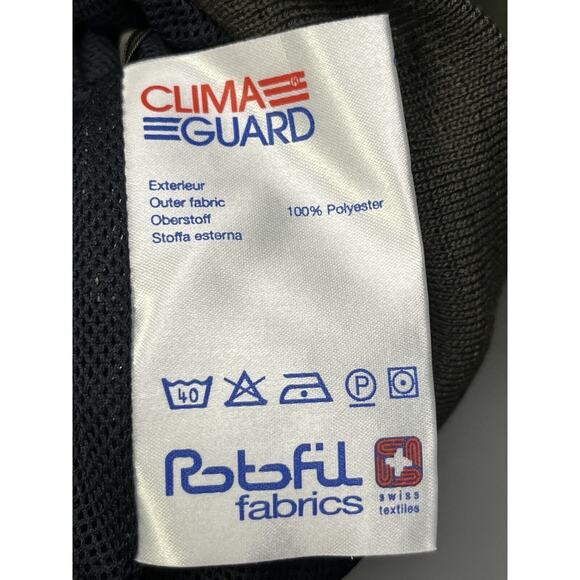 CLIMA ®
GUARD
Exterieur
Outer fabric
Oberstoff
Stoffa esterna
100% Polyester
40
P
Rotofil
fabrics
swiss
textiles